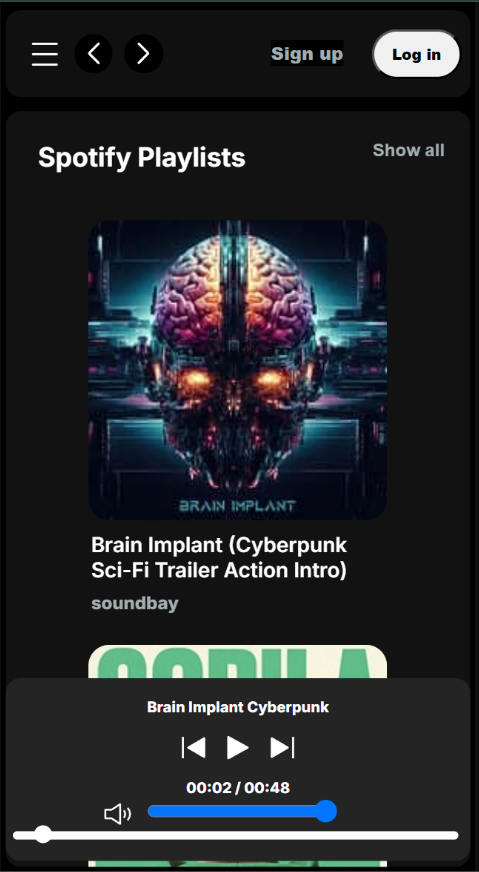 Sign up
Log in
Spotify Playlists
Show all
BRAIN IMPLANT
Brain Implant (Cyberpunk
Sci-Fi Trailer Action Intro)
soundbay
Brain Implant Cyberpunk
00:02 / 00:48